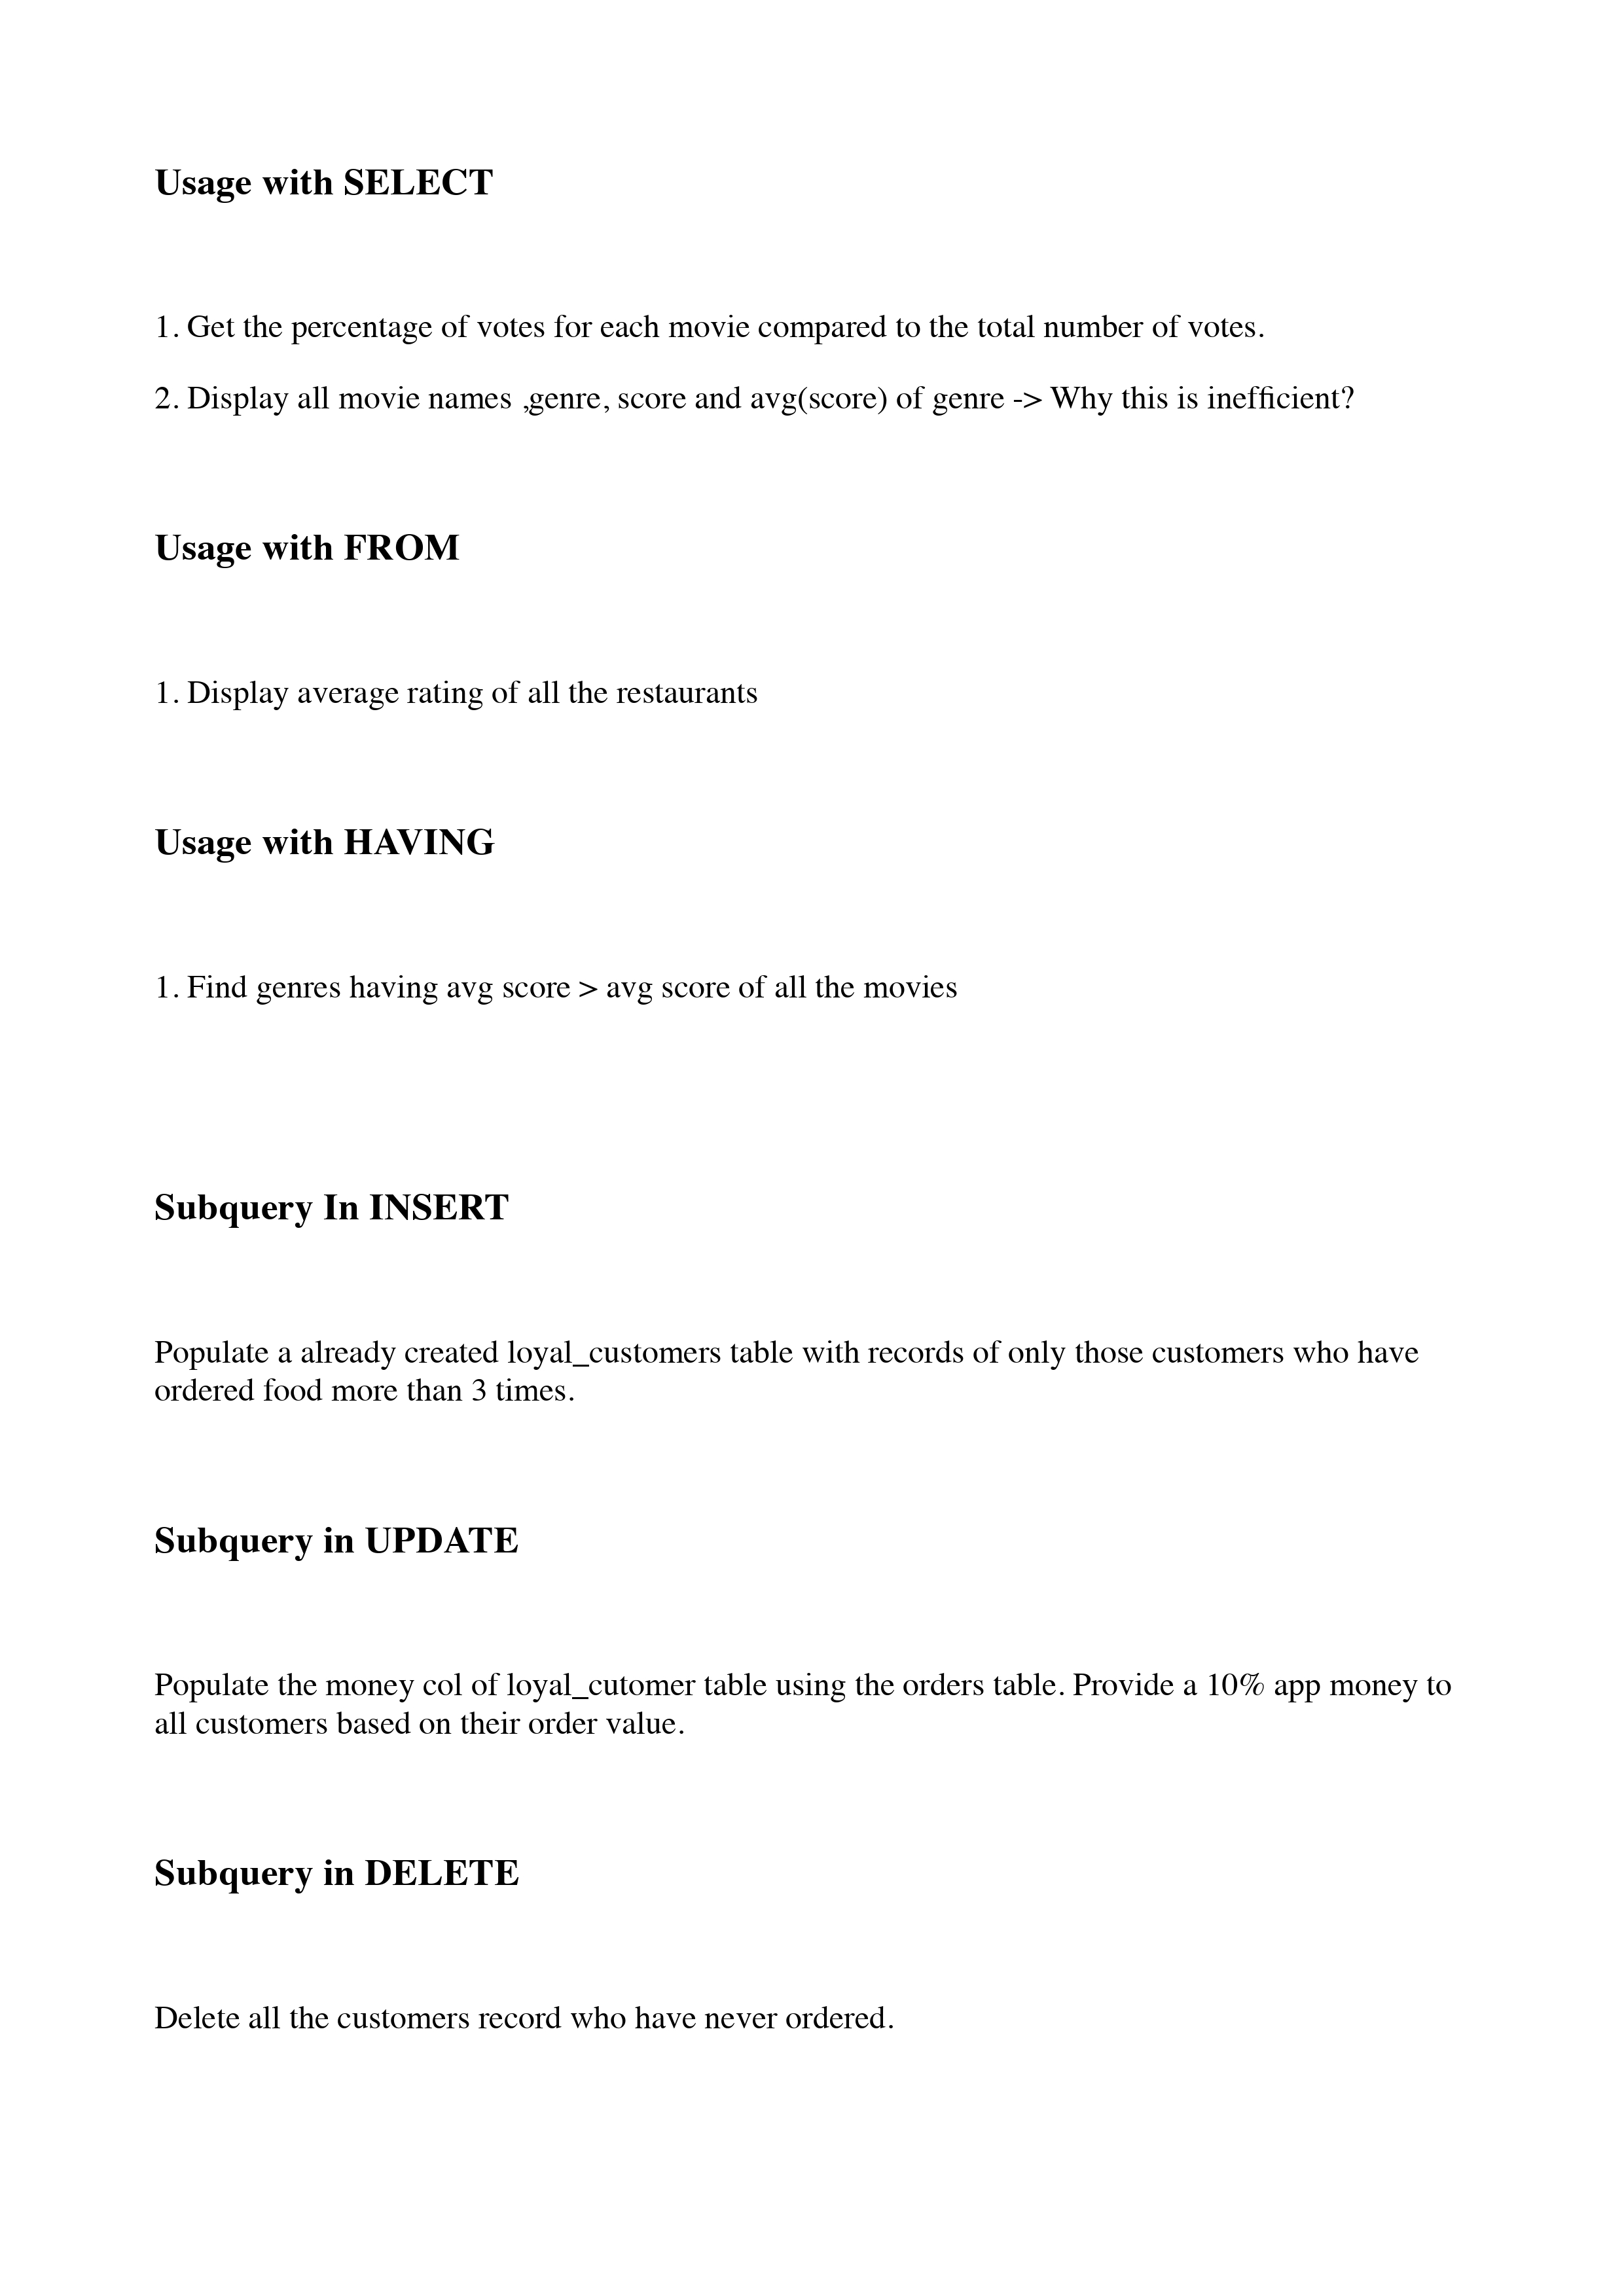 Usage with SELECT
1. Get the percentage of votes for each movie compared to the total number of votes.
2. Display all movie names ,genre, score and avg(score) of genre -> Why this is inefficient?
Usage with FROM
1. Display average rating of all the restaurants
Usage with HAVING
1. Find genres having avg score > avg score of all the movies
Subquery In INSERT
Populate a already created loyal_customers table with records of only those customers who have
ordered food more than 3 times.
Subquery in UPDATE
Populate the money col of loyal_cutomer table using the orders table. Provide a 10% app money to
all customers based on their order value.
Subquery in DELETE
Delete all the customers record who have never ordered.